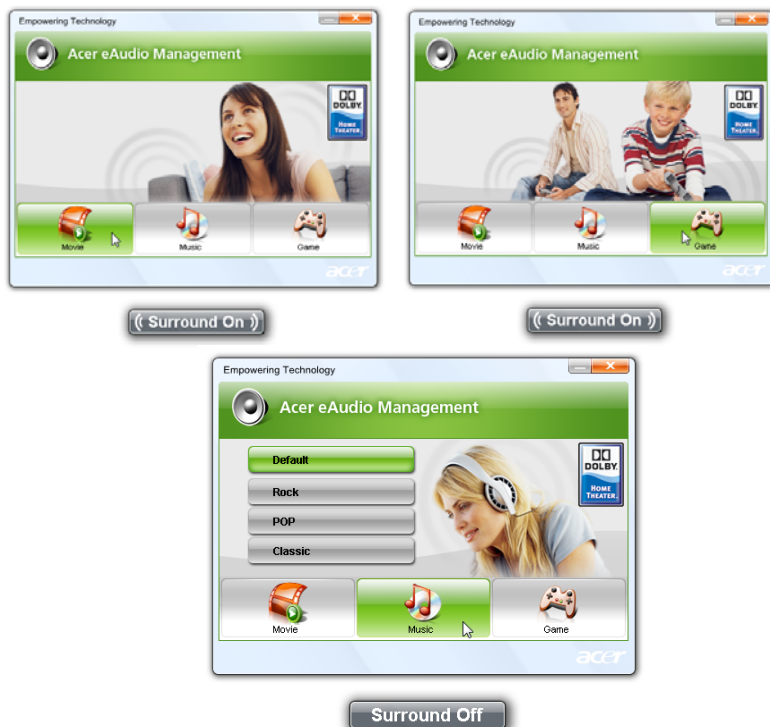 Empowering Technology
Acer eAudio Management
DOLBY
HOME
THEATER
Movie
Music
Game
acer
(( Surround On ))
Empowering Technology
Acer eAudio Management
DOLBY
HOME
THEATER
Movie
Music
Game
acer
(( Surround On ))
Empowering Technology
Acer eAudio Management
Default
Rock
POP
Classic
DOLBY
HOME
THEATER
Movie
Music
Game
acer
Surround Off